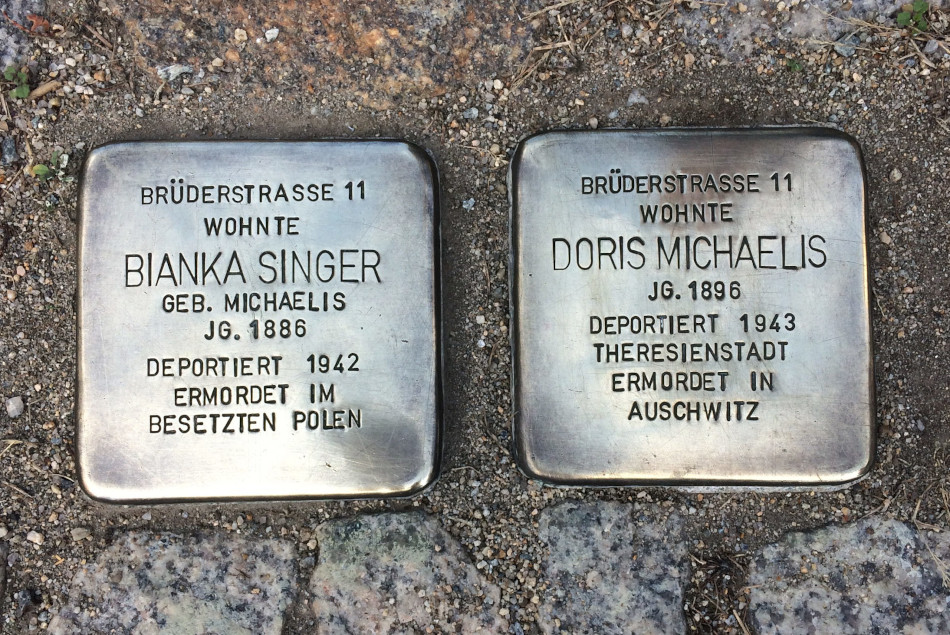 BRÜDERSTRASSE 11
WOHNTE
BIANKA SINGER
GEB. MICHAELIS
JG. 1886
DEPORTIERT 1942
ERMORDET IM
BESETZTEN POLEN
BRÜDERSTRASSE 11
WOHNTE
DORIS MICHAELIS
JG. 1896
DEPORTIERT 1943
THERESIENSTADT
ERMORDET IN
AUSCHWITZ